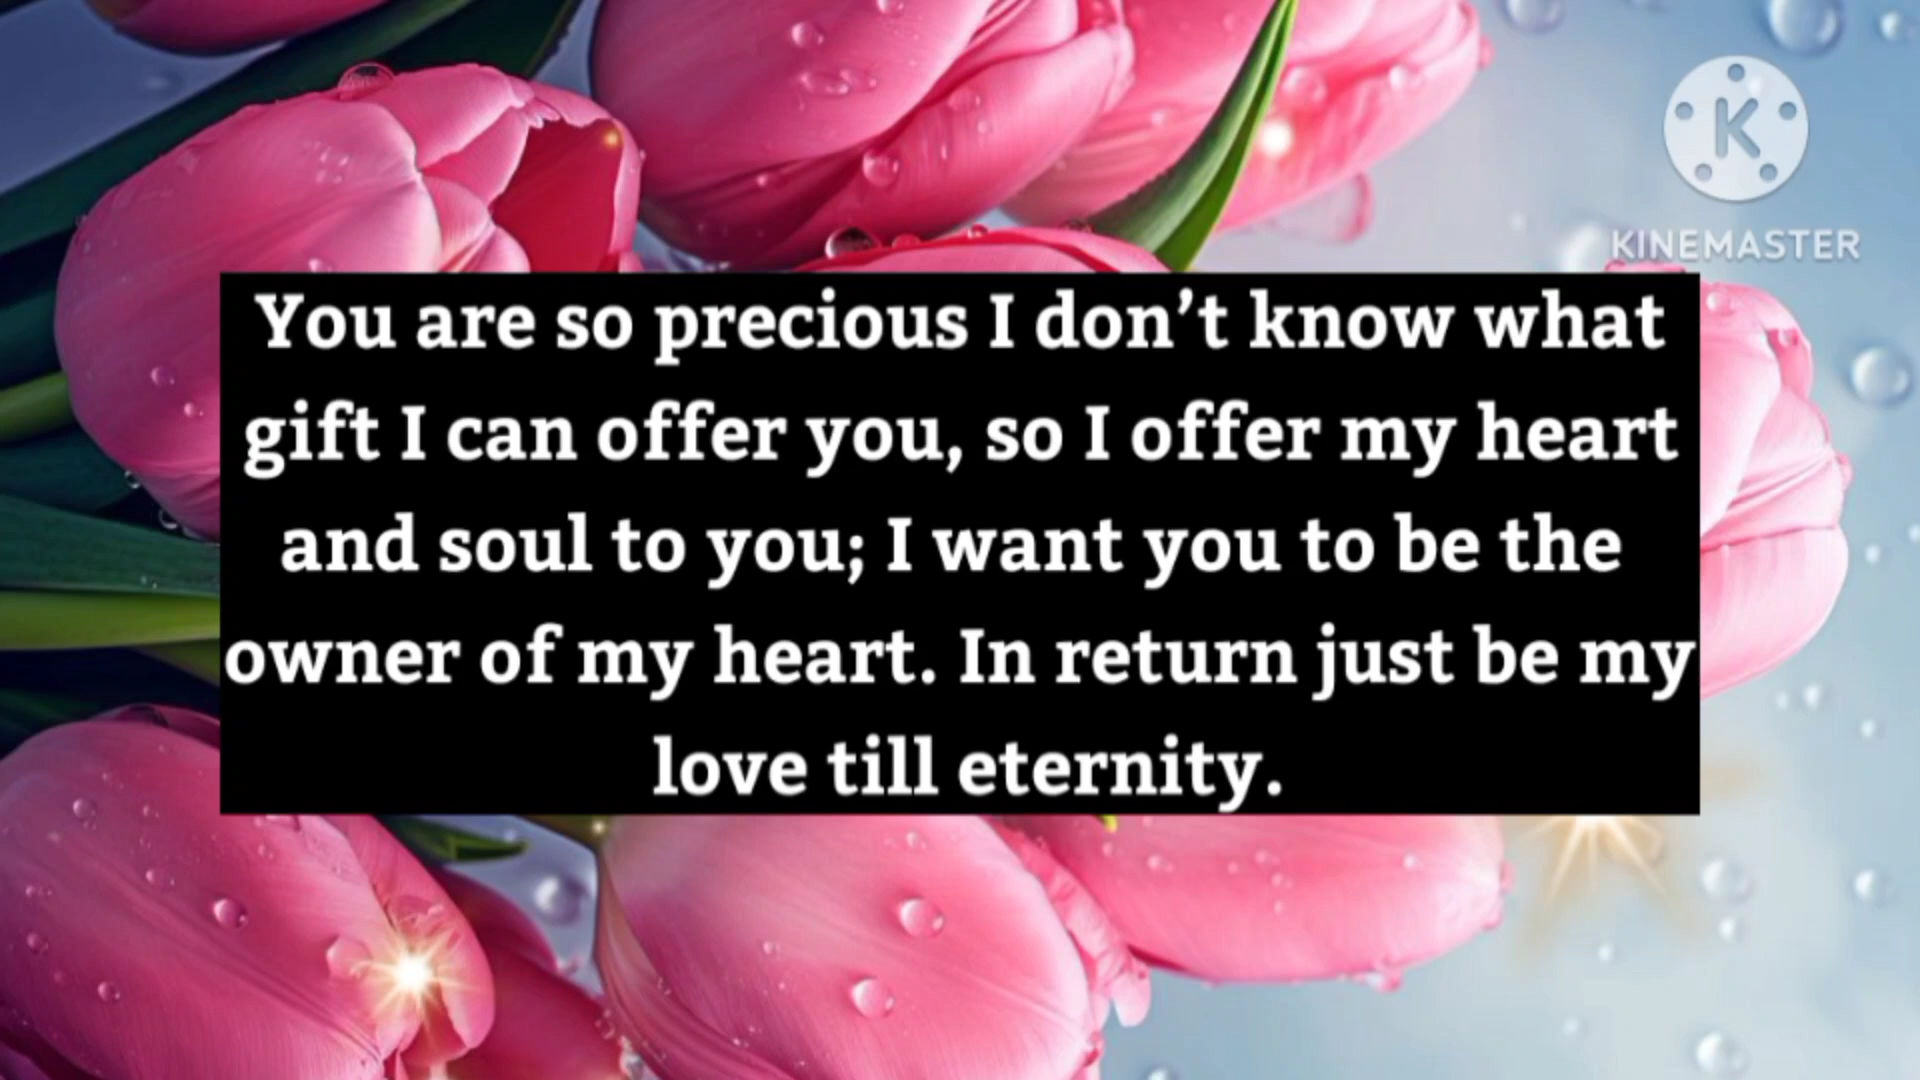 K
KINEMASTER
You are so precious I don’t know what
gift I can offer you, so I offer my heart
and soul to you; I want you to be the
owner of my heart. In return just be my
love till eternity.